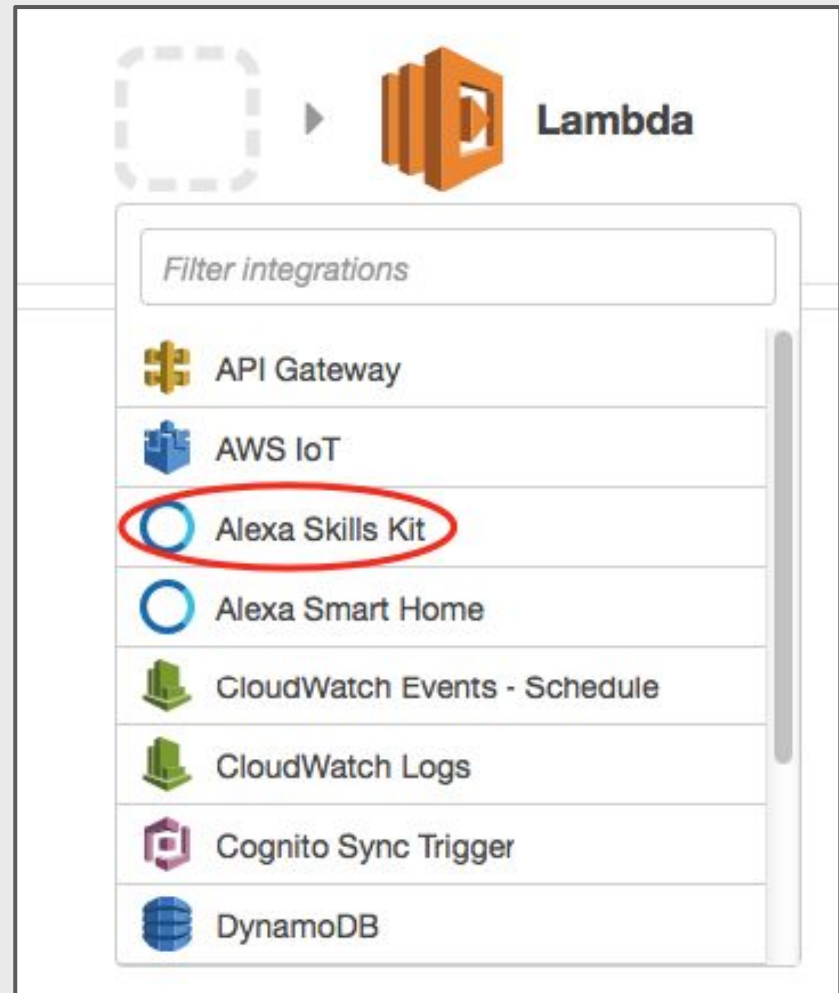 Lambda
Filter integrations
API Gateway
AWS IoT
Alexa Skills Kit
Alexa Smart Home
CloudWatch Events - Schedule
CloudWatch Logs
Cognito Sync Trigger
DynamoDB